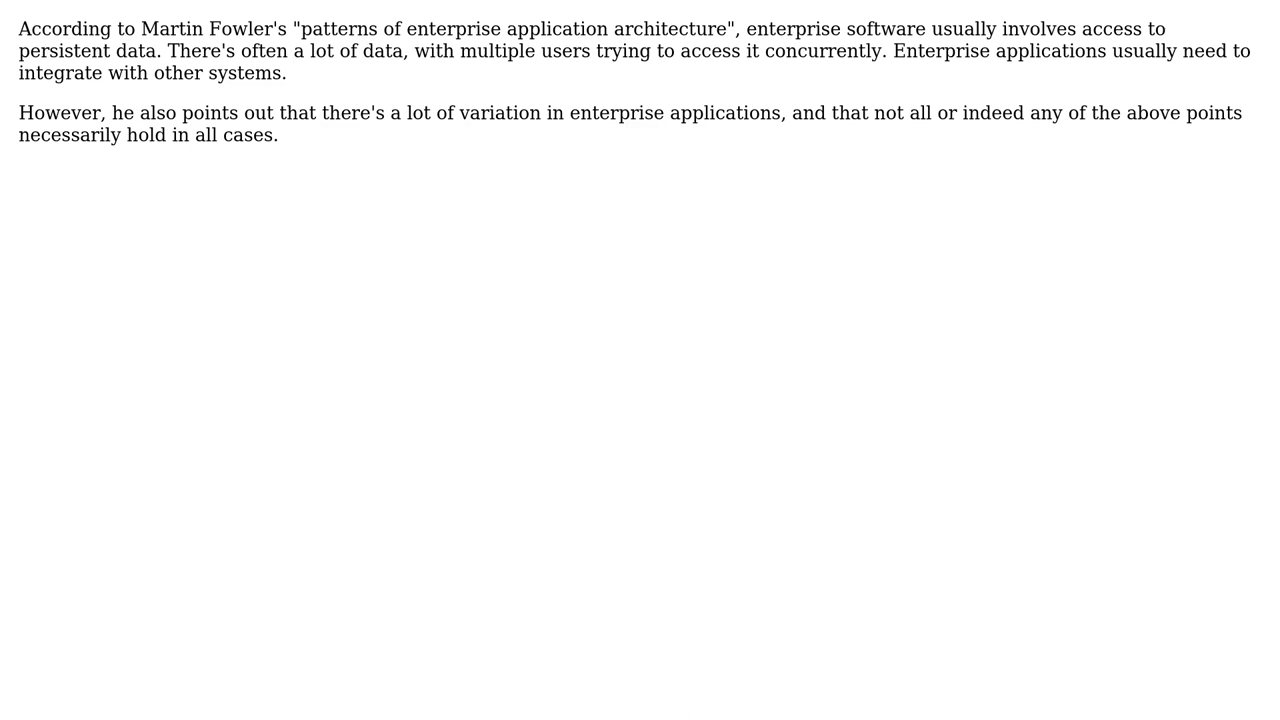 According to Martin Fowler's "patterns of enterprise application architecture", enterprise software usually involves access to
persistent data. There's often a lot of data, with multiple users trying to access it concurrently. Enterprise applications usually need to
integrate with other systems.
However, he also points out that there's a lot of variation in enterprise applications, and that not all or indeed any of the above points
necessarily hold in all cases.